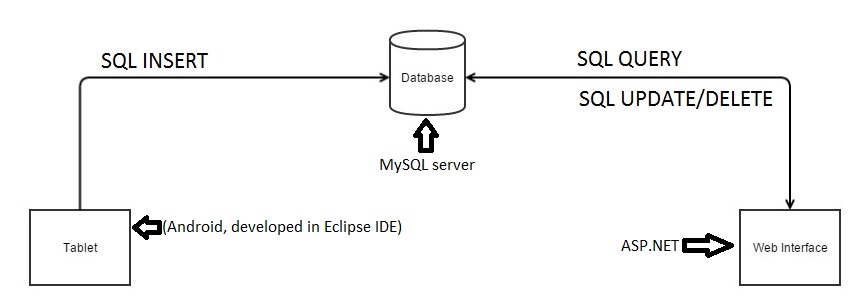 SQL INSERT
Database
SQL QUERY
SQL UPDATE/DELETE
MySQL server
Tablet
(Android, developed in Eclipse IDE)
ASP.NET
Web Interface